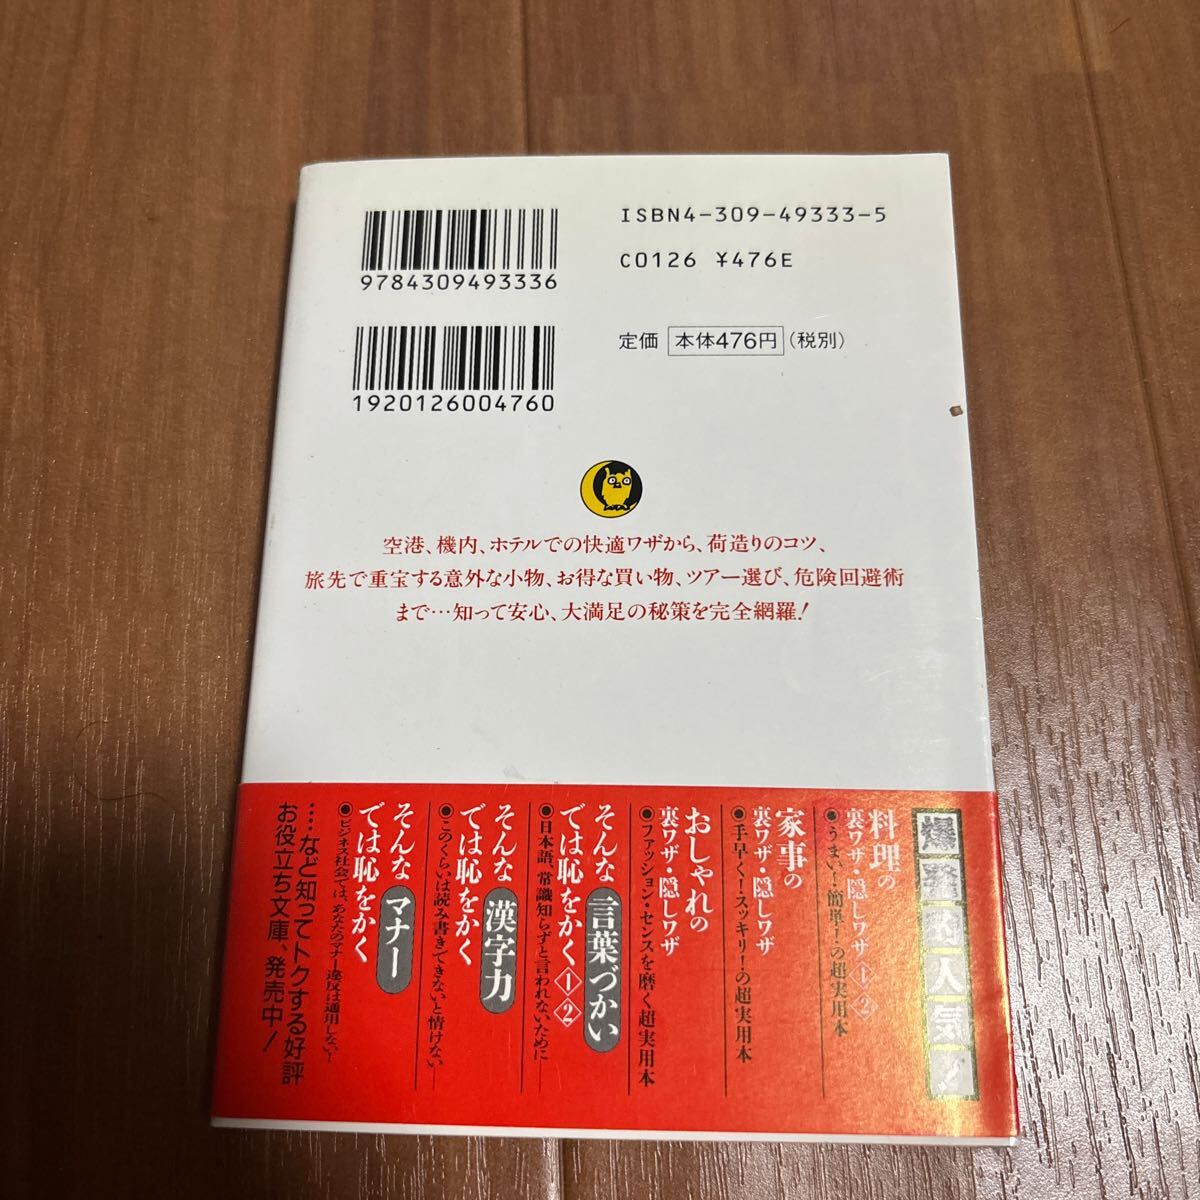 ISBN4-309-49333-5
C0126 ¥476E
9784309493336
定価 本体476円(税別)
1920126004760
空港、機内、ホテルでの快適ワザから、荷造りのコツ、
旅先で重宝する意外な小物、お得な買い物、ツアー選び、危険回避術
まで…知って安心、大満足の秘策を完全網羅!
爆発的人気!
料理の
裏ワザ・隠しワザ 1・2
●うまい!簡単!の超実用本
家事の
裏ワザ・隠しワザ
●手早く!スッキリ!の超実用本
おしゃれの
裏ワザ・隠しワザ
●ファッション・センスを磨く超実用本
そんな言葉づかい
では恥をかく1・2
●日本語、常識知らずと言われないために―
そんな漢字力
では恥をかく
●このくらいは読み書きできないと情けない―
そんなマナー
では恥をかく
●ビジネス社会では、あなたのマナー違反は通用しない!
…など知ってトクする好評
お役立ち文庫、発売中!